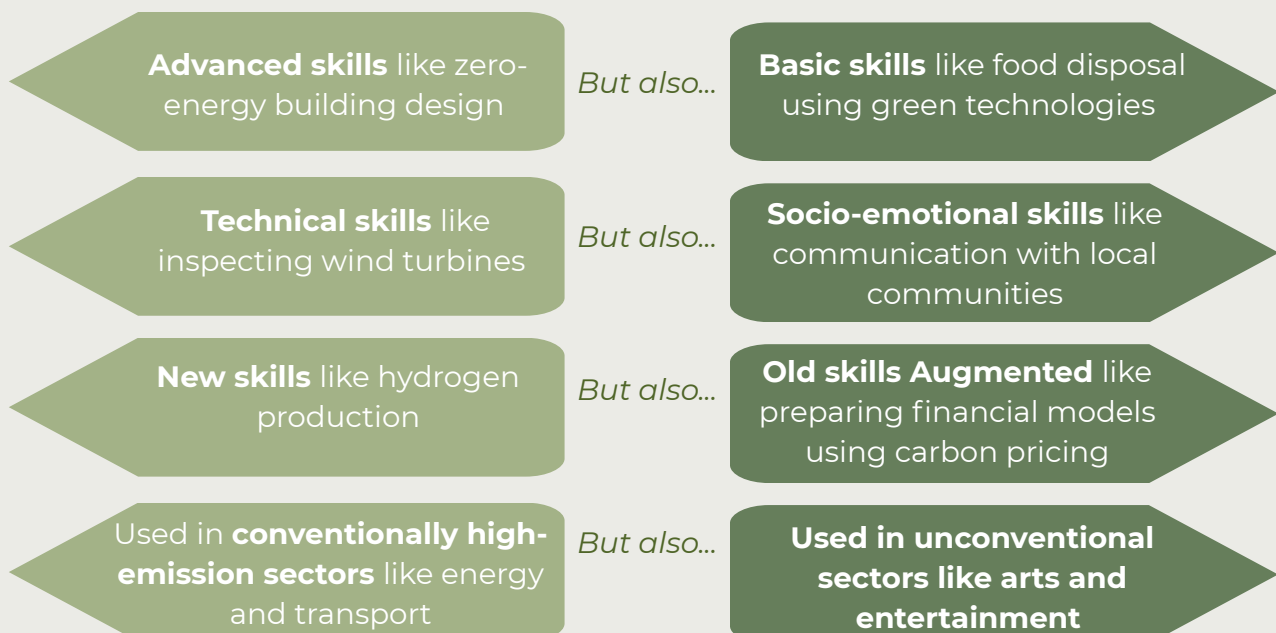 Advanced skills like zero-
energy building design
But also...
Basic skills like food disposal
using green technologies
Technical skills like
inspecting wind turbines
But also...
Socio-emotional skills like
communication with local
communities
New skills like hydrogen
production
But also...
Old skills Augmented like
preparing financial models
using carbon pricing
Used in conventionally high-
emission sectors like energy
and transport
But also...
Used in unconventional
sectors like arts and
entertainment